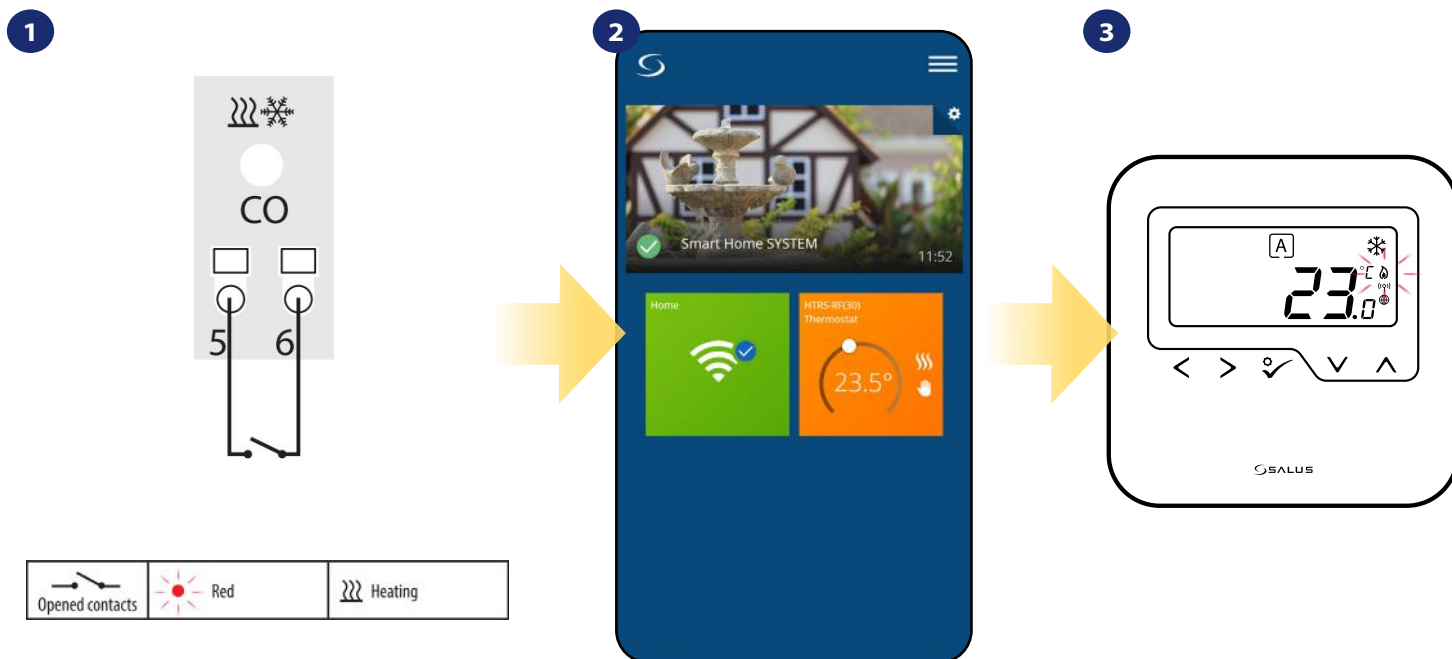 1
CO
5 6
Opened contacts
Red
Heating
2
Smart Home SYSTEM
11:52
Home
HTRS-RF(30)
Thermostat
23.5°
3
A
23.0
°C
SALUS